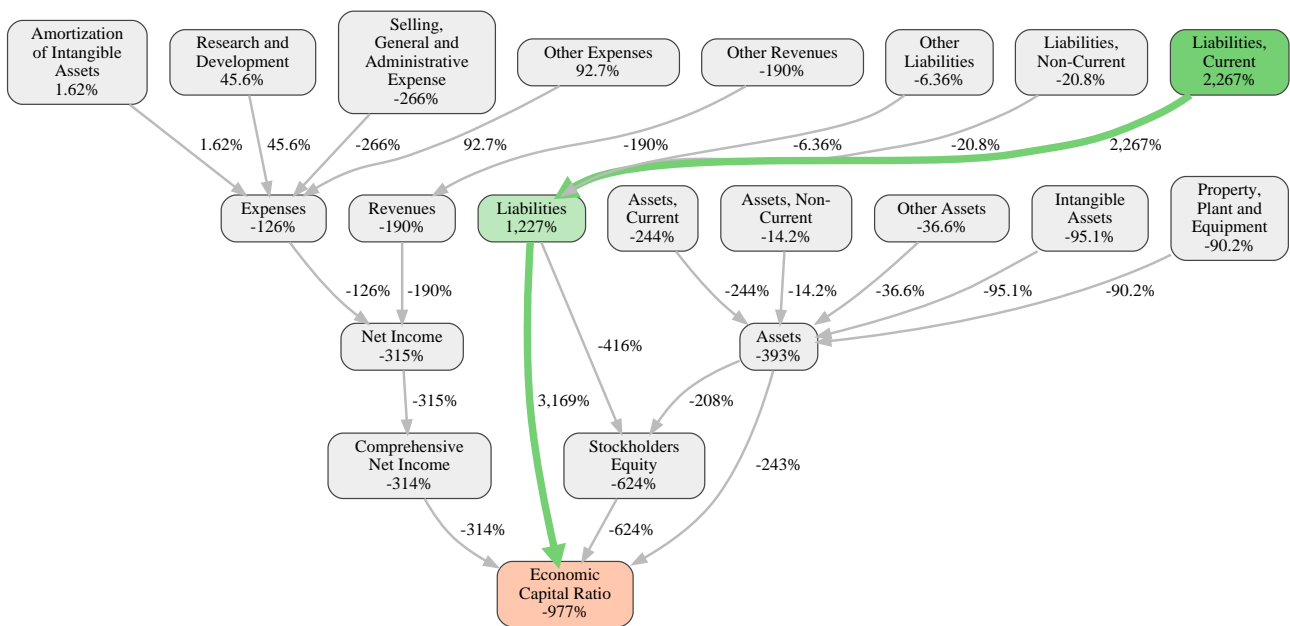 Amortization
of Intangible
Assets
1.62%
Research and
Development
45.6%
Selling,
General and
Administrative
Expense
-266%
Other Expenses
92.7%
Other Revenues
-190%
Other
Liabilities
-6.36%
Liabilities,
Non-Current
-20.8%
Liabilities,
Current
2,267%
1.62%
45.6%
-266%
92.7%
-190%
-6.36%
-20.8%
2,267%
Expenses
-126%
Revenues
-190%
Liabilities
1,227%
Assets,
Current
-244%
Assets, Non-
Current
-14.2%
Other Assets
-36.6%
Intangible
Assets
-95.1%
Property,
Plant and
Equipment
-90.2%
-126%
-190%
-244%
-14.2%
-36.6%
-95.1%
-90.2%
Net Income
-315%
-416%
Assets
-393%
-315%
3,169%
-208%
Comprehensive
Net Income
-314%
Stockholders
Equity
-624%
-243%
-314%
-624%
Economic
Capital Ratio
-977%